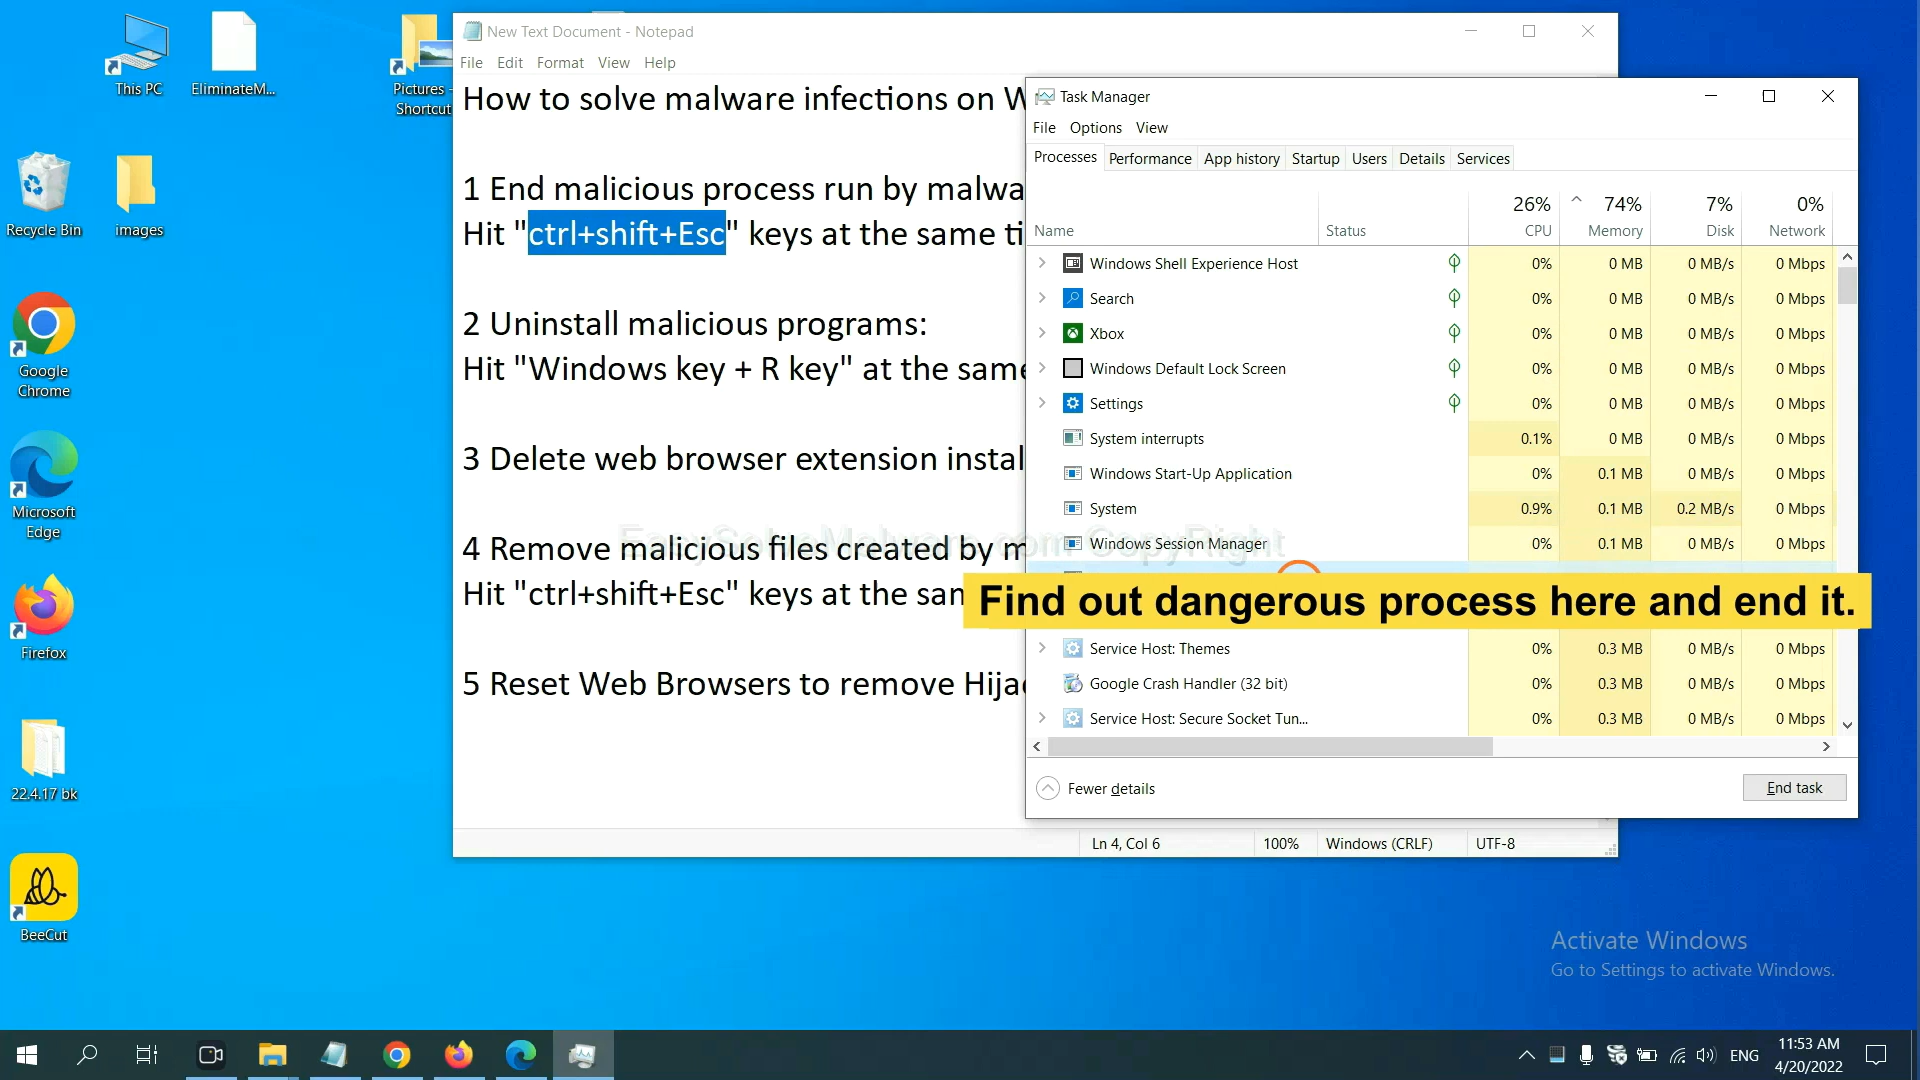 This PC
EliminateM...
Pictures -
Shortcut
Recycle Bin
images
Google
Chrome
Microsoft
Edge
Firefox
22.4.17 bk
BeeCut
New Text Document - Notepad
File Edit Format View Help
How to solve malware infections on W
1 End malicious process run by malwa
Hit "ctrl+shift+Esc" keys at the same ti
2 Uninstall malicious programs:
Hit "Windows key + R key" at the same
3 Delete web browser extension instal
4 Remove malicious files created by m
Hit "ctrl+shift+Esc" keys at the san
5 Reset Web Browsers to remove Hijac
Ln 4, Col 6 100% Windows (CRLF) UTF-8
EasySolveMalware.com CopyRight
Task Manager
File Options View
Processes Performance App history Startup Users Details Services
26% 74% 7% 0%
Name Status CPU Memory Disk Network
Windows Shell Experience Host 0% 0 MB 0 MB/s 0 Mbps
Search 0% 0 MB 0 MB/s 0 Mbps
Xbox 0% 0 MB 0 MB/s 0 Mbps
Windows Default Lock Screen 0% 0 MB 0 MB/s 0 Mbps
Settings 0% 0 MB 0 MB/s 0 Mbps
System interrupts 0.1% 0 MB 0 MB/s 0 Mbps
Windows Start-Up Application 0% 0.1 MB 0 MB/s 0 Mbps
System 0.9% 0.1 MB 0.2 MB/s 0 Mbps
Windows Session Manager 0% 0.1 MB 0 MB/s 0 Mbps
Find out dangerous process here and end it.
Service Host: Themes 0% 0.3 MB 0 MB/s 0 Mbps
Google Crash Handler (32 bit) 0% 0.3 MB 0 MB/s 0 Mbps
Service Host: Secure Socket Tun... 0% 0.3 MB 0 MB/s 0 Mbps
Fewer details
End task
Activate Windows
Go to Settings to activate Windows.
ENG
11:53 AM
4/20/2022